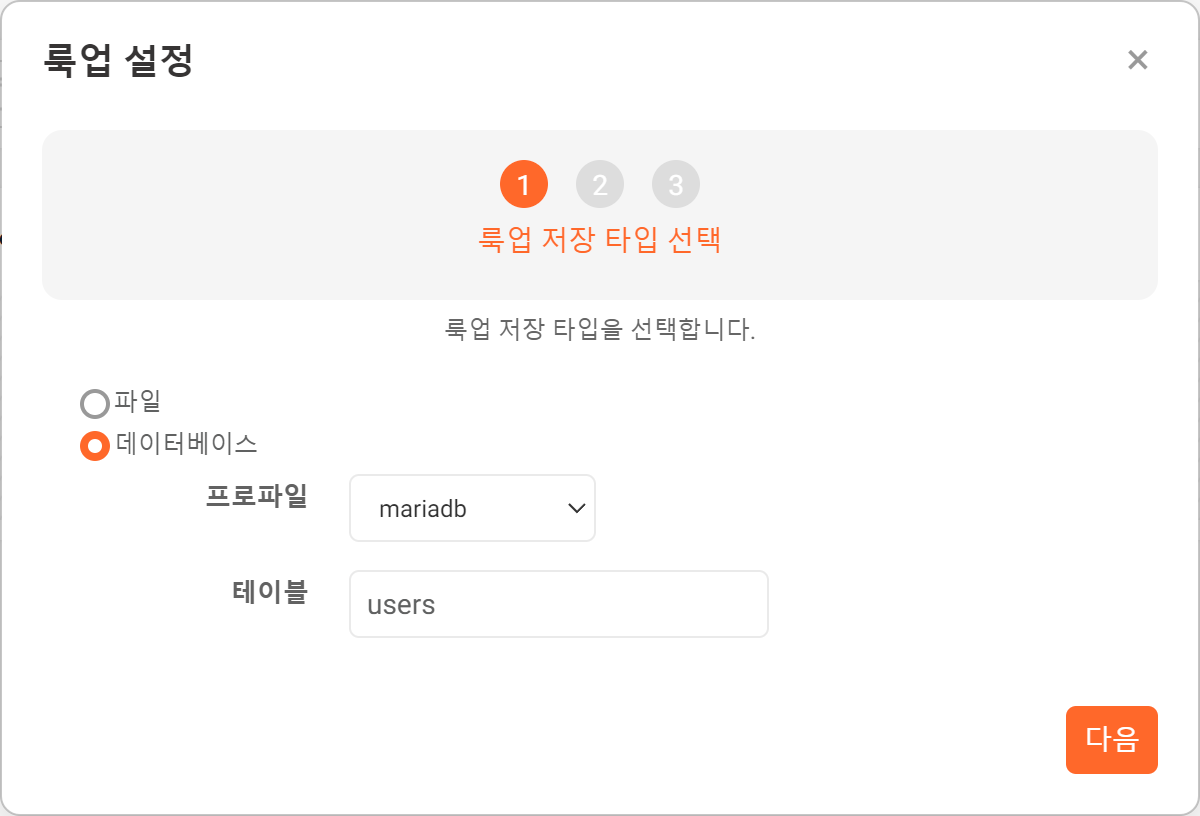 룩업 설정
×
1 2 3
룩업 저장 타입 선택
룩업 저장 타입을 선택합니다.
파일
데이터베이스
프로파일 mariadb
테이블 users
다음